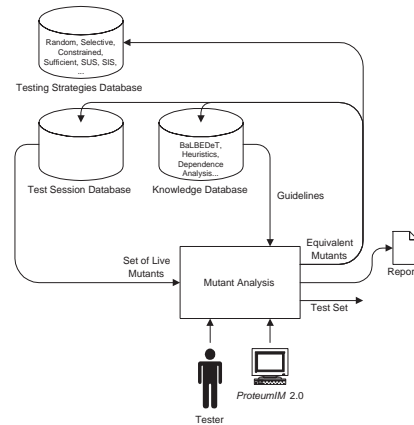 Random, Selective,
Constrained,
Sufficient, SUS, SIS,
...
Testing Strategies Database
BaLBEDeT,
Heuristics,
Dependence
Analysis...
Test Session Database
Knowledge Database
Guidelines
Set of Live
Mutants
Equivalent
Mutants
Mutant Analysis
Report
Test Set
ProteumIM 2.0
Tester